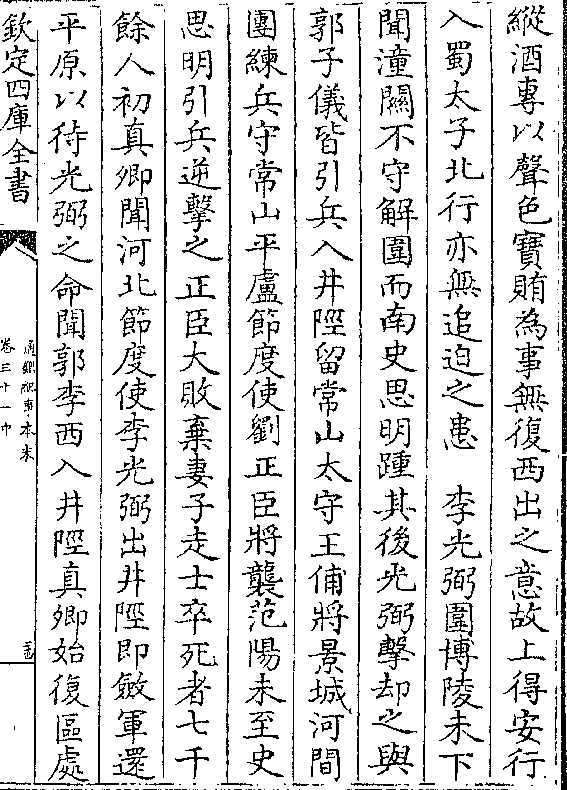 縱酒專以聲色寶賄為事無復西出之意故上得安行
入蜀太子北行亦無追迫之患　李光弼圍博陵未下
聞潼關不守解圍而南史思明踵其後光弼擊却之與
郭子儀皆引兵入井陘留常山太守王俌將景城河間
團練兵守常山平盧節度使劉正臣將襲范陽未至史
思明引兵逆擊之正臣大敗棄妻子走士卒死者七千
餘人初真卿聞河北節度使李光弼出井陘即斂軍還
平原以待光弼之命聞郭李西入井陘真卿始復區處
欽定四庫全書
通鑑紀事本末
卷三十一中